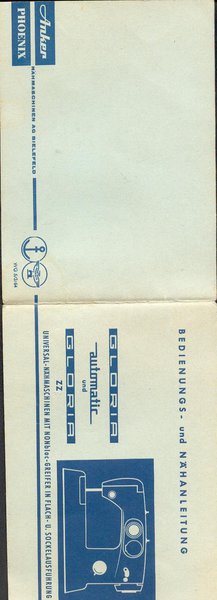 BEDIENUNGS- und NÄHANLEITUNG
GLORIA
automatic
und
GLORIA
ZZ
UNIVERSAL-NÄHMASCHINEN MIT NONbloc-GREIFER IN FLACH- U. SOCKELAUSFÜHRUNG
Anker
PHOENIX
NÄHMASCHINEN AG BIELEFELD